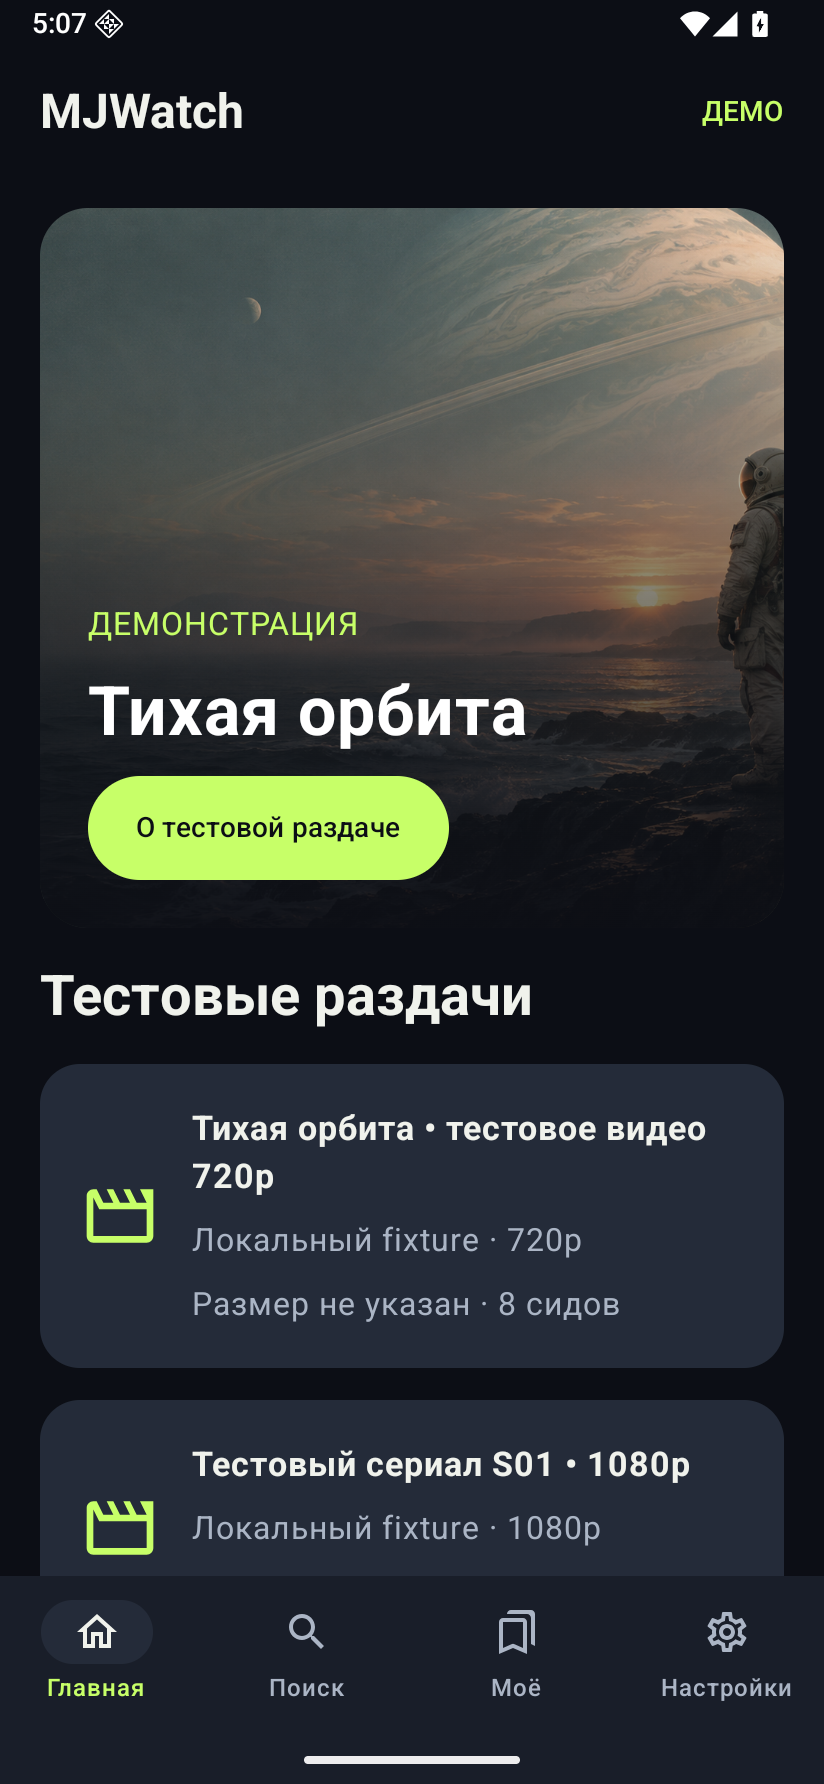 5:07
MJWatch
ДЕМО
ДЕМОНСТРАЦИЯ
Тихая орбита
О тестовой раздаче
Тестовые раздачи
Тихая орбита • тестовое видео
720p
Локальный fixture · 720p
Размер не указан · 8 сидов
Тестовый сериал S01 • 1080p
Локальный fixture · 1080p
Главная
Поиск
Моё
Настройки